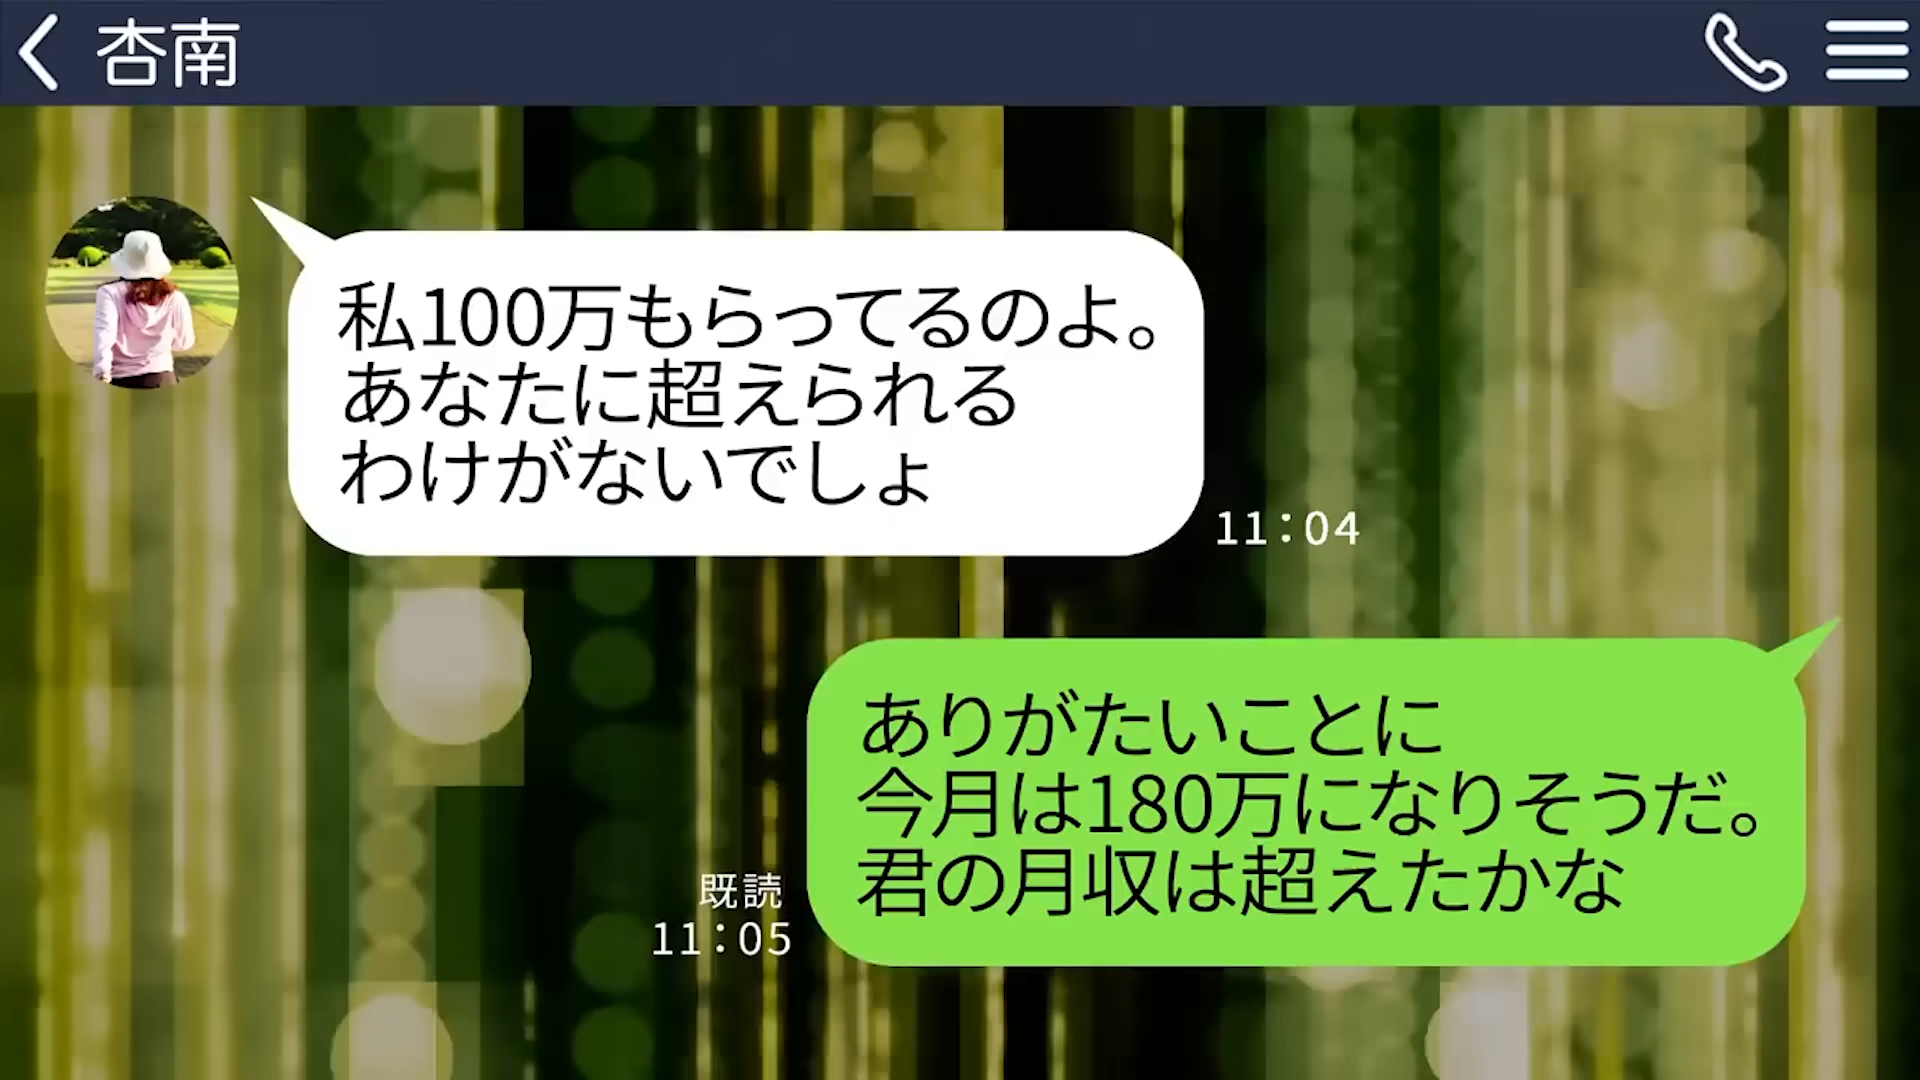 杏南
私100万もらってるのよ。
あなたに超えられる
わけがないでしょ
11:04
ありがたいことに
今月は180万になりそうだ。
君の月収は超えたかな
既読
11:05